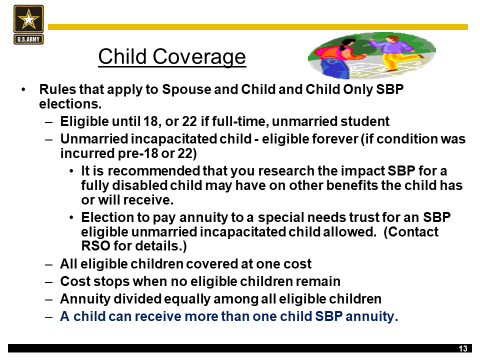 U.S.ARMY
Child Coverage
• Rules that apply to Spouse and Child and Child Only SBP
elections.
– Eligible until 18, or 22 if full-time, unmarried student
– Unmarried incapacitated child - eligible forever (if condition was
incurred pre-18 or 22)
• It is recommended that you research the impact SBP for a
fully disabled child may have on other benefits the child has
or will receive.
• Election to pay annuity to a special needs trust for an SBP
eligible unmarried incapacitated child allowed. (Contact
RSO for details.)
– All eligible children covered at one cost
– Cost stops when no eligible children remain
– Annuity divided equally among all eligible children
– A child can receive more than one child SBP annuity.
13